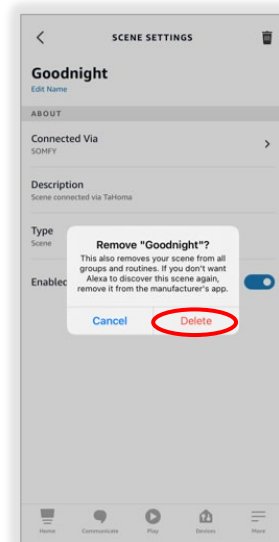 SCENE SETTINGS
Goodnight
Edit Name
ABOUT
Connected Via
SOMFY
Description
Scene connected via TaHoma
Type
Scene
Enabled
Remove "Goodnight"?
This also removes your scene from all
groups and routines. If you don't want
Alexa to discover this scene again,
remove it from the manufacturer's app.
Cancel Delete
Home Communicate Play Devices More